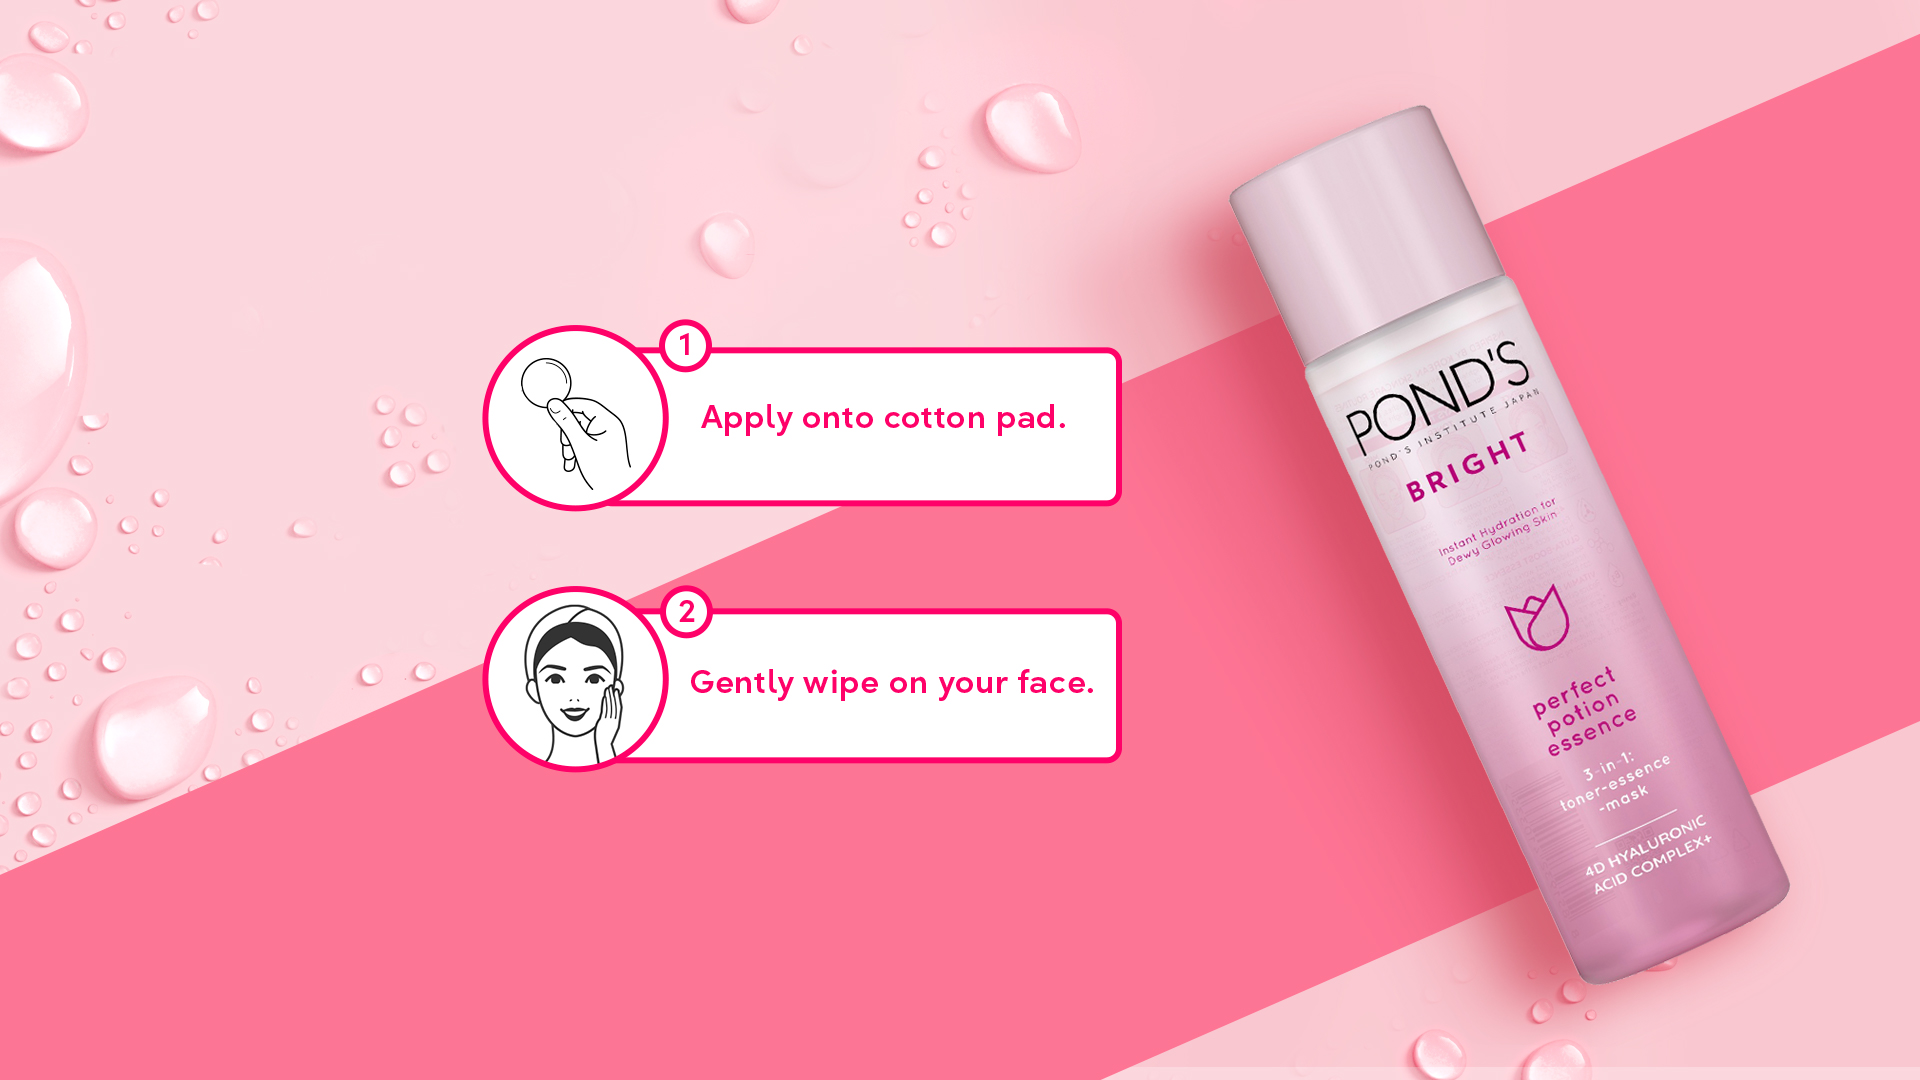 1
Apply onto cotton pad.
2
Gently wipe on your face.
POND'S
POND'S INSTITUTE JAPAN
BRIGHT
Instant Hydration for
Dewy Glowing Skin
perfect
potion
essence
3-in-1:
toner-essence
-mask
4D HYALURONIC
ACID COMPLEX+